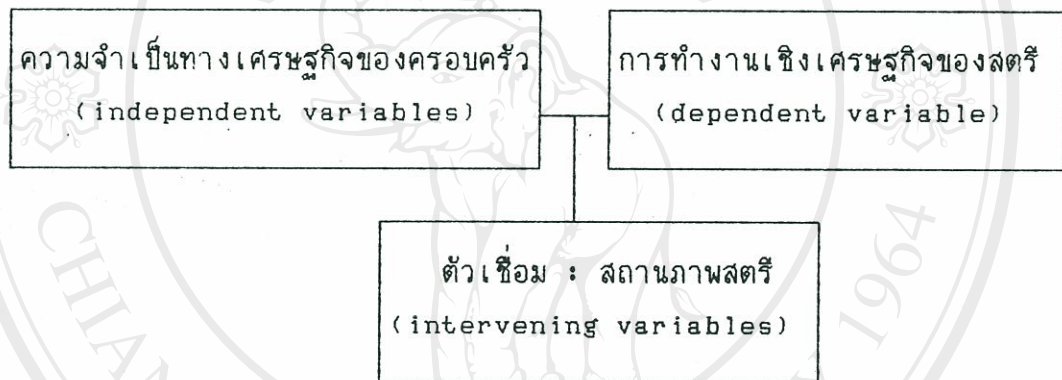 ความจำเป็นทางเศรษฐกิจของครอบครัว
(independent variables)
การทำงานเชิงเศรษฐกิจของสตรี
(dependent variable)
ตัวเชื่อม : สถานภาพสตรี
(intervening variables)
CHIAN
1964